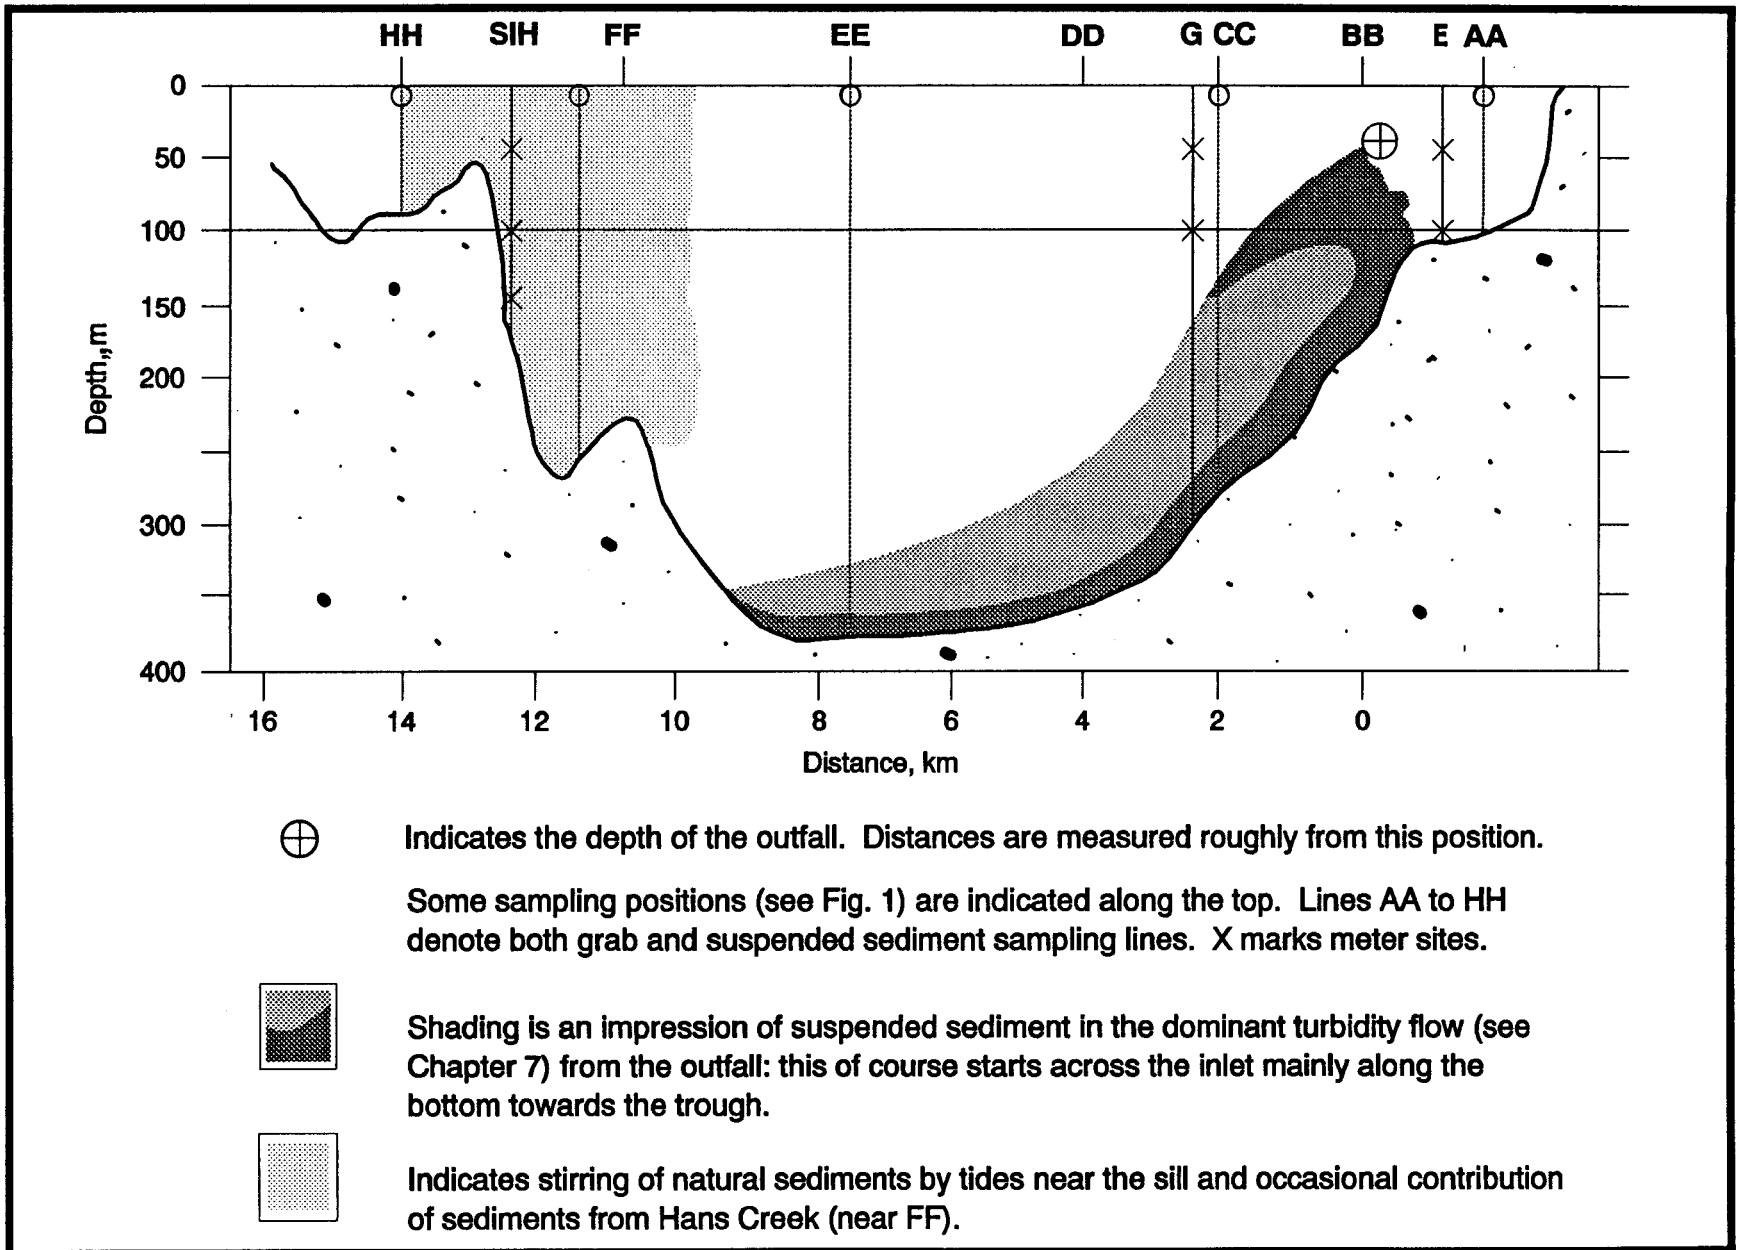 HH SIH FF EE DD G CC BB E AA
0
50
100
150
200
300
400
Depth,,m
16 14 12 10 8 6 4 2 0
Distance, km
Indicates the depth of the outfall. Distances are measured roughly from this position.
Some sampling positions (see Fig. 1) are indicated along the top. Lines AA to HH
denote both grab and suspended sediment sampling lines. X marks meter sites.
Shading is an impression of suspended sediment in the dominant turbidity flow (see
Chapter 7) from the outfall: this of course starts across the inlet mainly along the
bottom towards the trough.
Indicates stirring of natural sediments by tides near the sill and occasional contribution
of sediments from Hans Creek (near FF).